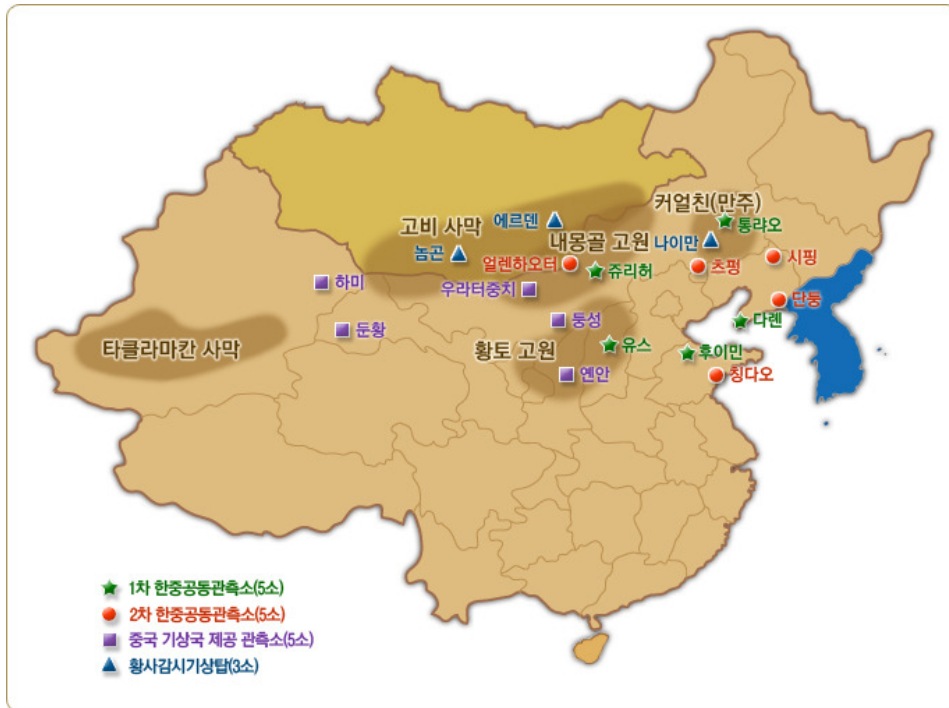 커얼친(만주)
통랴오
고비 사막
에르덴
내몽골 고원
나이만
놈곤
얼렌하오터
쥬리허
츠펑
시핑
하미
우라터중치
단둥
둔황
둥성
다롄
타클라마칸 사막
황토 고원
유스
후이민
옌안
칭다오
1차 한중공동관측소(5소)
2차 한중공동관측소(5소)
중국 기상국 제공 관측소(5소)
황사감시기상탑(3소)